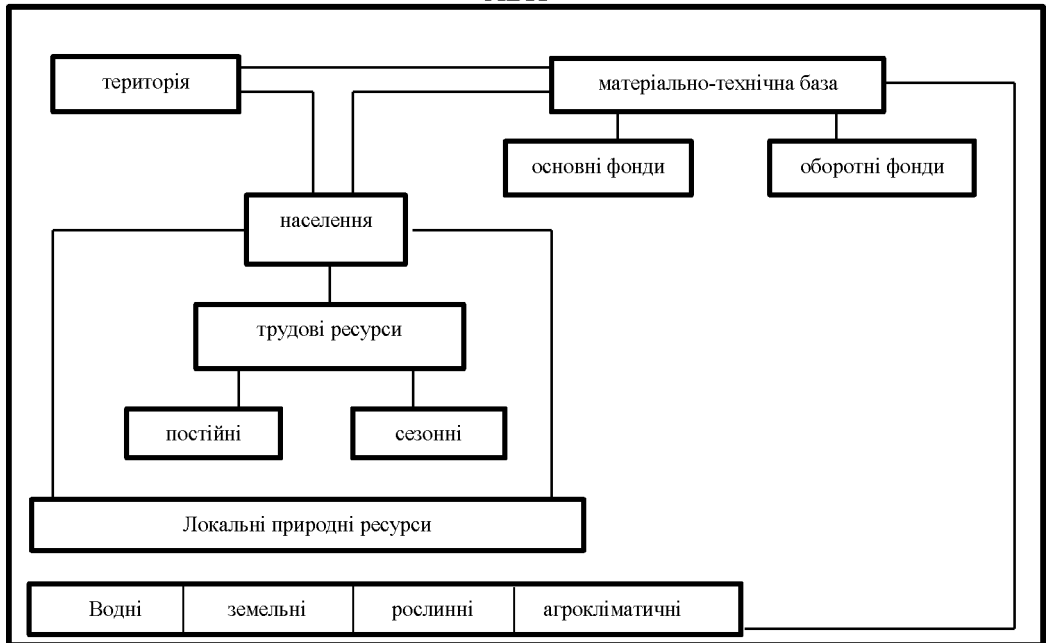 територія
матеріально-технічна база
основні фонди
оборотні фонди
населення
трудові ресурси
постійні
сезонні
Локальні природні ресурси
Водні
земельні
рослинні
агрокліматичні